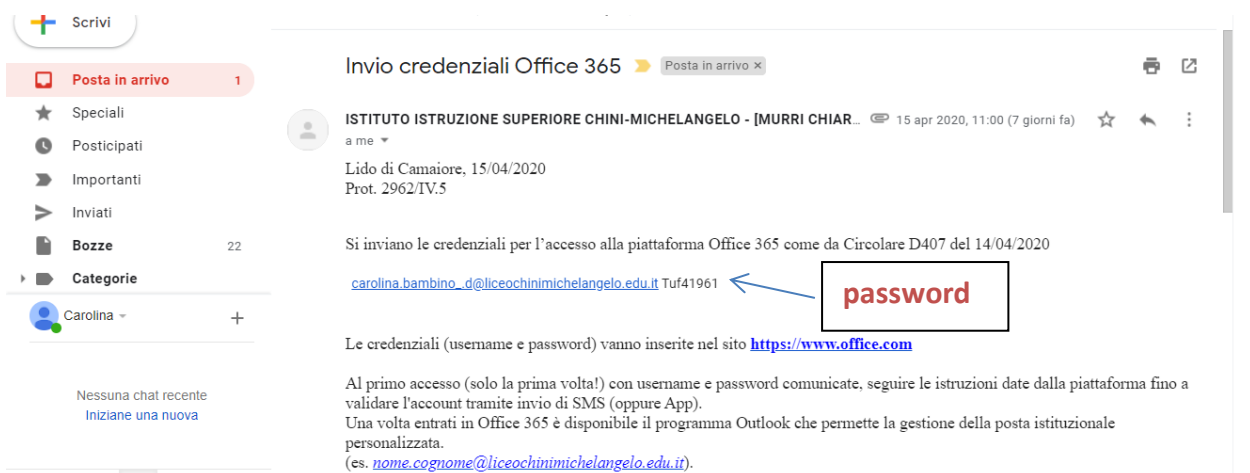 Scrivi
Posta in arrivo 1
Speciali
Posticipati
Importanti
Inviati
Bozze 22
Categorie
Carolina
Nessuna chat recente
Iniziane una nuova
Invio credenziali Office 365 Posta in arrivo ×
ISTITUTO ISTRUZIONE SUPERIORE CHINI-MICHELANGELO - [MURRI CHIAR... 15 apr 2020, 11:00 (7 giorni fa)
a me
Lido di Camaiore, 15/04/2020
Prot. 2962/IV.5
Si inviano le credenziali per l'accesso alla piattaforma Office 365 come da Circolare D407 del 14/04/2020
carolina.bambino_.d@liceochinimichelangelo.edu.it Tuf41961
password
Le credenziali (username e password) vanno inserite nel sito https://www.office.com
Al primo accesso (solo la prima volta!) con username e password comunicate, seguire le istruzioni date dalla piattaforma fino a
validare l'account tramite invio di SMS (oppure App).
Una volta entrati in Office 365 è disponibile il programma Outlook che permette la gestione della posta istituzionale
personalizzata.
(es. nome.cognome@liceochinimichelangelo.edu.it).